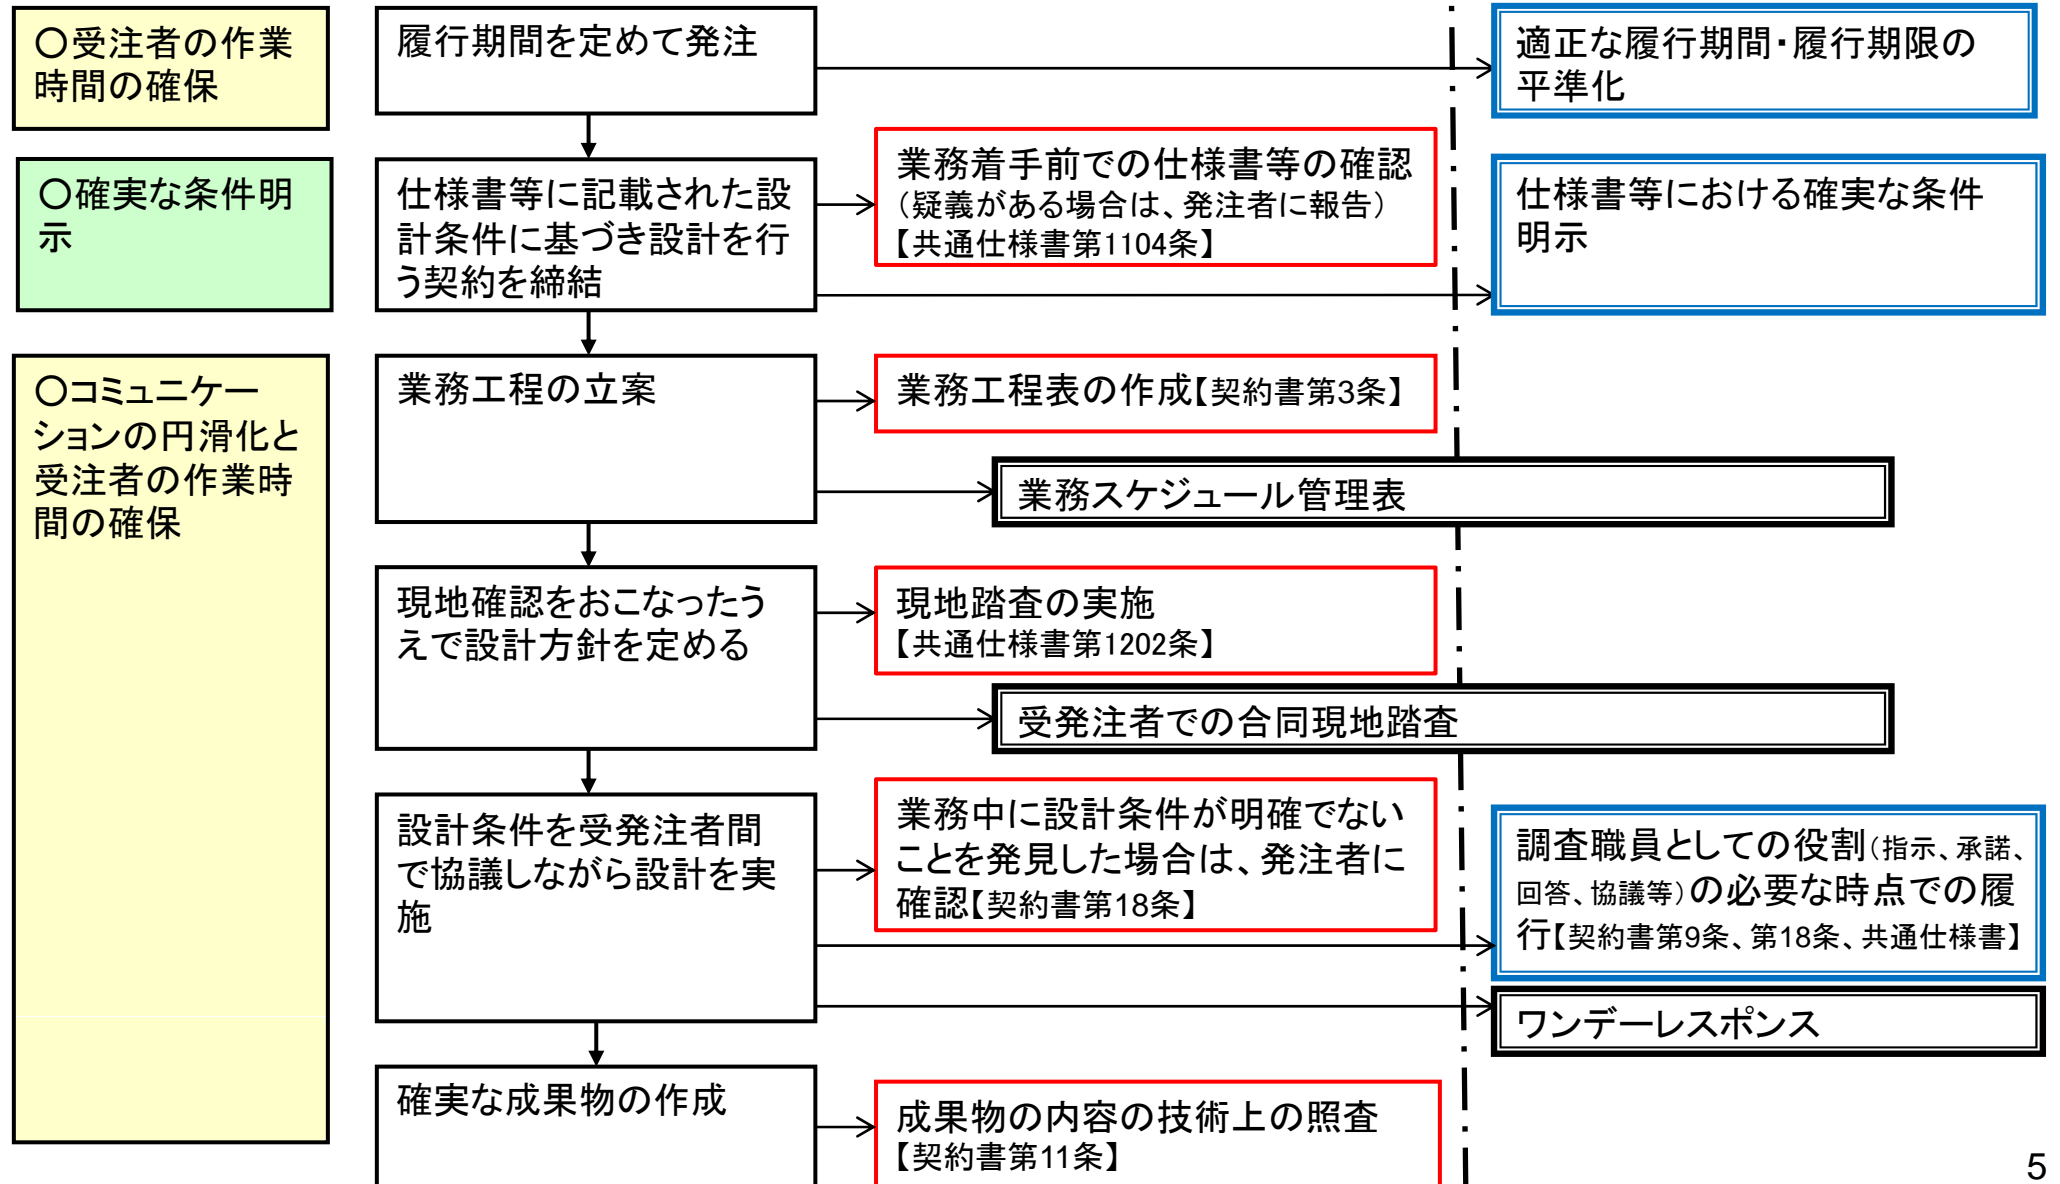 〇受注者の作業
時間の確保
履行期間を定めて発注
適正な履行期間・履行期限の
平準化
〇確実な条件明
示
仕様書等に記載された設
計条件に基づき設計を行
う契約を締結
業務着手前での仕様書等の確認
（疑義がある場合は、発注者に報告）
【共通仕様書第1104条】
仕様書等における確実な条件
明示
〇コミュニケー
ションの円滑化と
受注者の作業時
間の確保
業務工程の立案
業務工程表の作成【契約書第3条】
業務スケジュール管理表
現地確認をおこなったう
えで設計方針を定める
現地踏査の実施
【共通仕様書第1202条】
受発注者での合同現地踏査
設計条件を受発注者間
で協議しながら設計を実
施
業務中に設計条件が明確でない
ことを発見した場合は、発注者に
確認【契約書第18条】
調査職員としての役割（指示、承諾、
回答、協議等）の必要な時点での履
行【契約書第9条、第18条、共通仕様書】
ワンデーレスポンス
確実な成果物の作成
成果物の内容の技術上の照査
【契約書第11条】
5